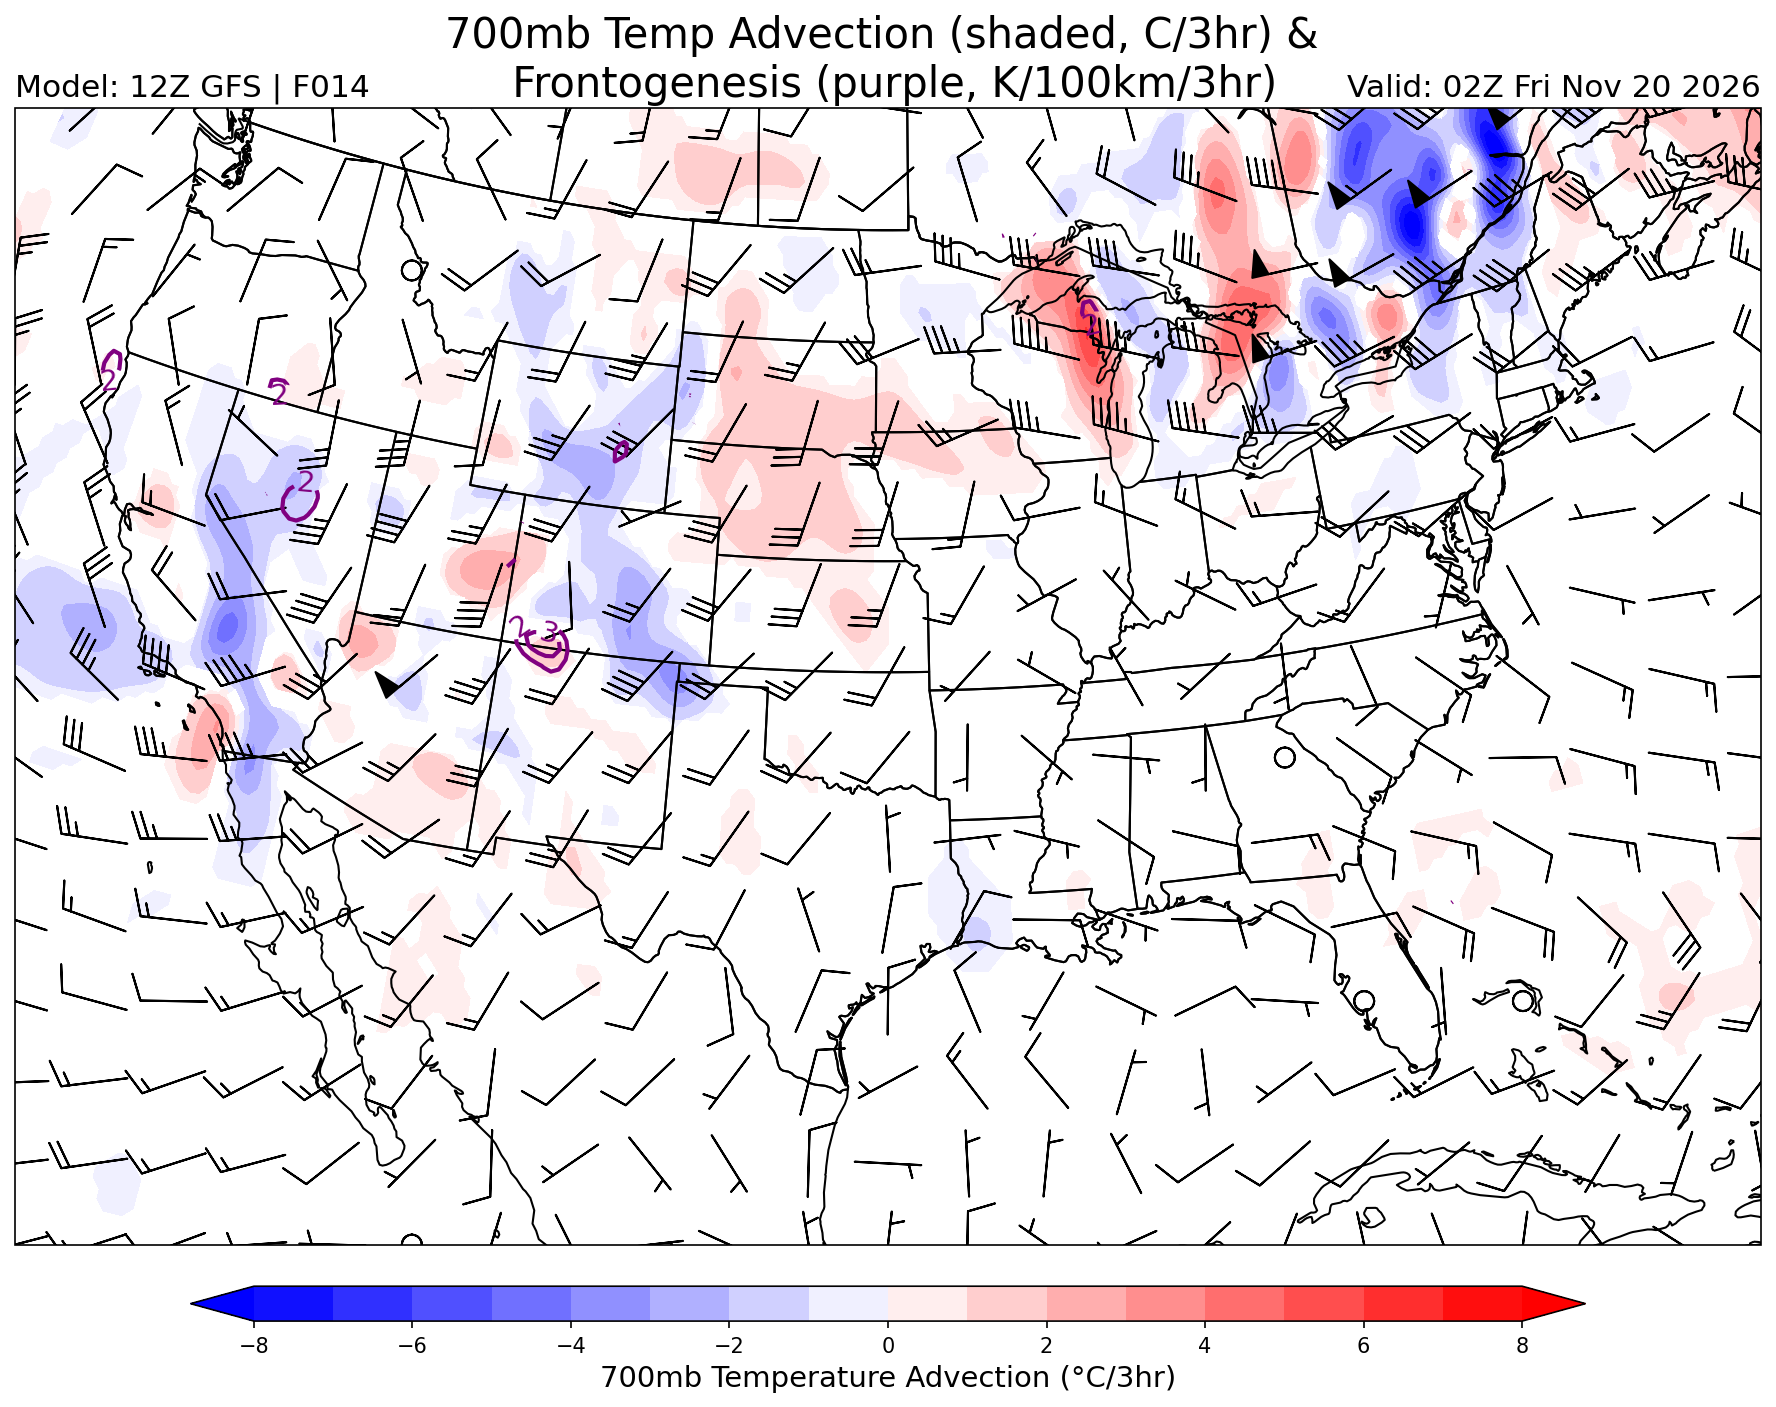 700mb Temp Advection (shaded, C/3hr) &
Model: 12Z GFS | F014 Frontogenesis (purple, K/100km/3hr) Valid: 02Z Fri Nov 20 2026
2
2
2
2
2 3
−8 −6 −4 −2 0 2 4 6 8
700mb Temperature Advection (°C/3hr)